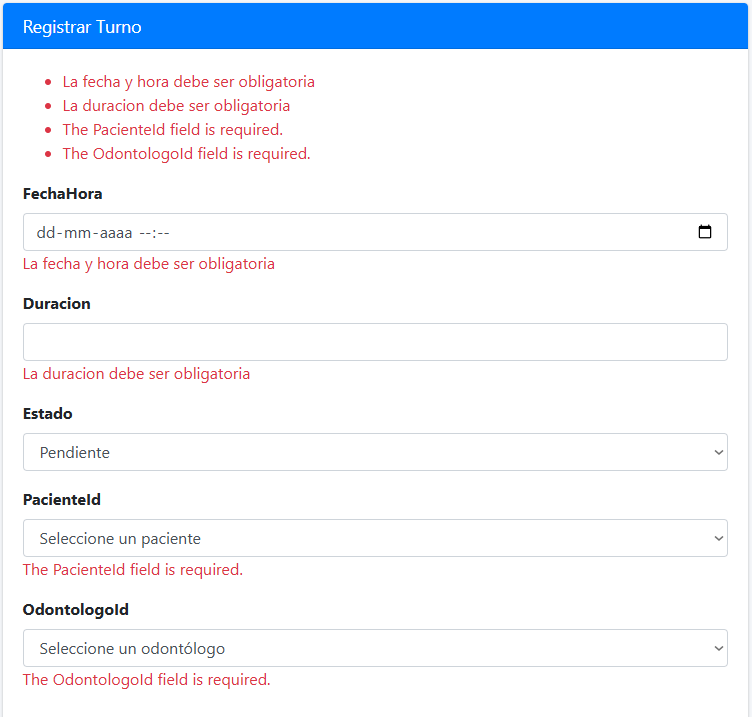 Registrar Turno
La fecha y hora debe ser obligatoria
La duracion debe ser obligatoria
The PacienteId field is required.
The OdontologoId field is required.
FechaHora
dd-mm-aaaa --:--
La fecha y hora debe ser obligatoria
Duracion
La duracion debe ser obligatoria
Estado
Pendiente
PacienteId
Seleccione un paciente
The PacienteId field is required.
OdontologoId
Seleccione un odontólogo
The OdontologoId field is required.